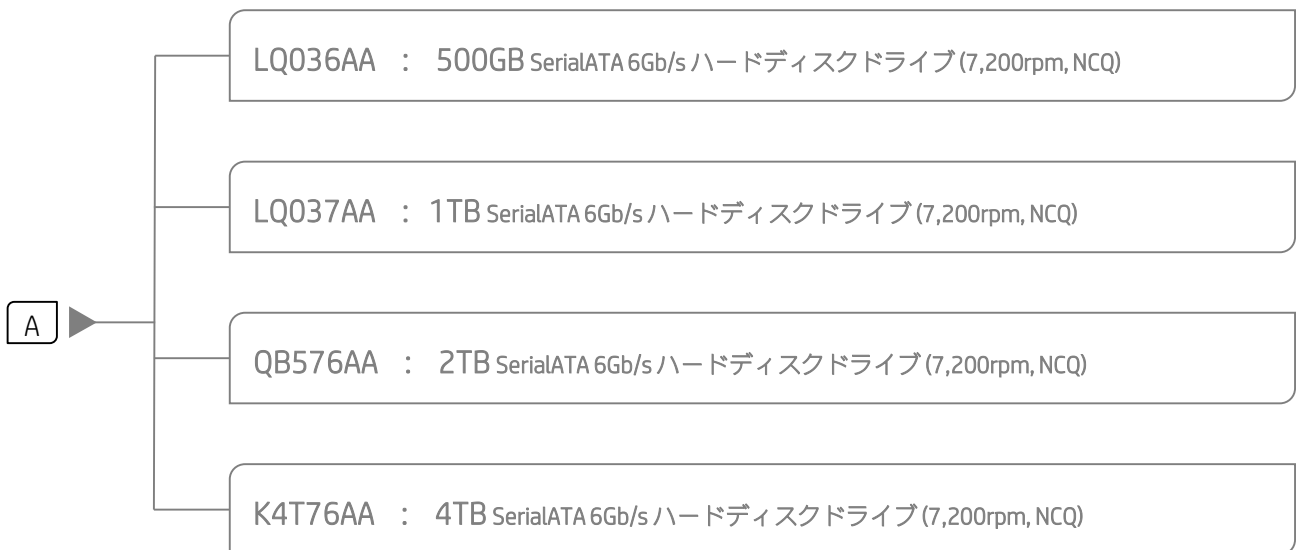 LQ036AA : 500GB SerialATA 6Gb/s ハードディスクドライブ (7,200rpm, NCQ)
LQ037AA : 1TB SerialATA 6Gb/s ハードディスクドライブ (7,200rpm, NCQ)
A
QB576AA : 2TB SerialATA 6Gb/s ハードディスクドライブ (7,200rpm, NCQ)
K4T76AA : 4TB SerialATA 6Gb/s ハードディスクドライブ (7,200rpm, NCQ)